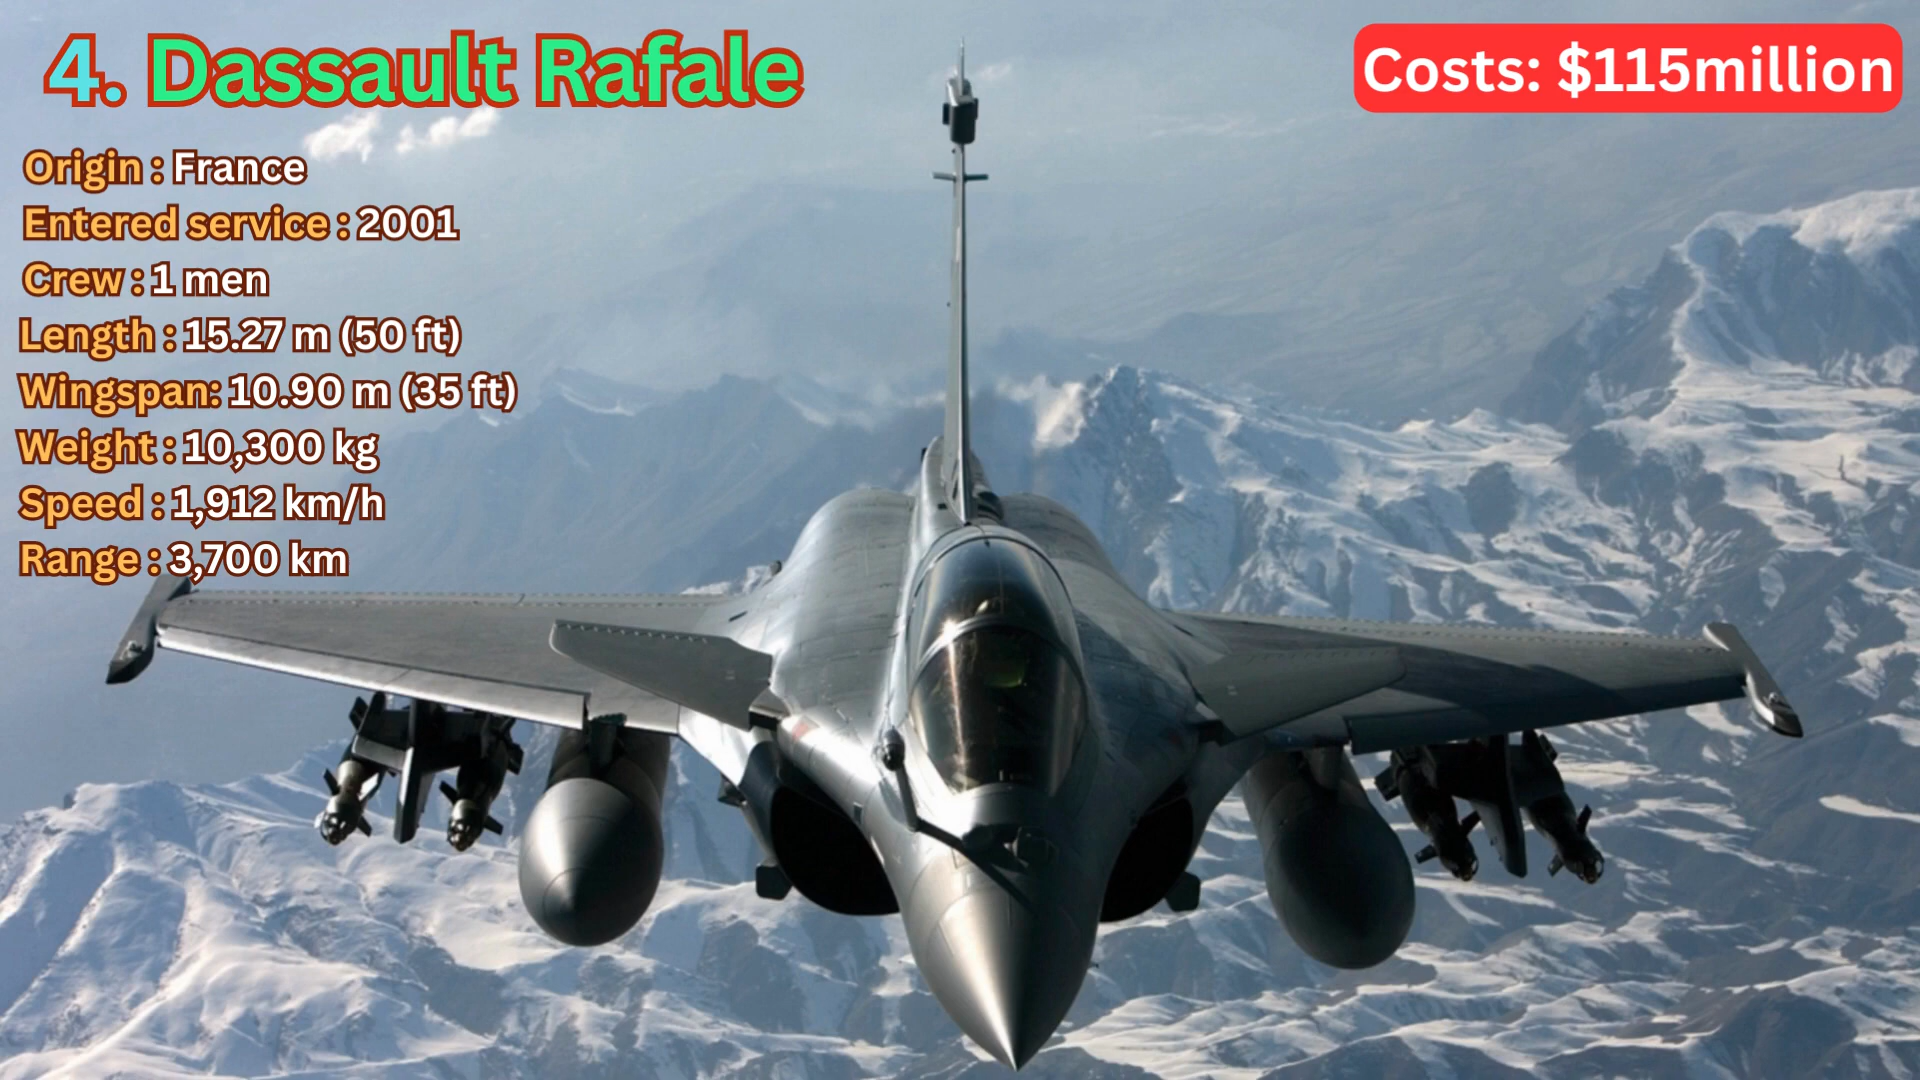 4. Dassault Rafale
Costs: $115million
Origin : France
Entered service : 2001
Crew : 1 men
Length : 15.27 m (50 ft)
Wingspan: 10.90 m (35 ft)
Weight : 10,300 kg
Speed : 1,912 km/h
Range : 3,700 km